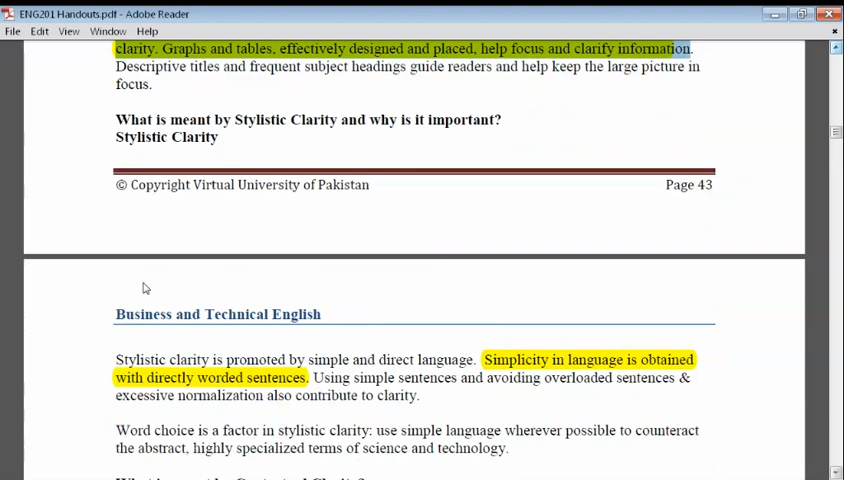 ENG201 Handouts.pdf - Adobe Reader
File Edit View Window Help
clarity. Graphs and tables, effectively designed and placed, help focus and clarify information.
Descriptive titles and frequent subject headings guide readers and help keep the large picture in
focus.
What is meant by Stylistic Clarity and why is it important?
Stylistic Clarity
© Copyright Virtual University of Pakistan Page 43
Business and Technical English
Stylistic clarity is promoted by simple and direct language. Simplicity in language is obtained
with directly worded sentences. Using simple sentences and avoiding overloaded sentences &
excessive normalization also contribute to clarity.
Word choice is a factor in stylistic clarity: use simple language wherever possible to counteract
the abstract, highly specialized terms of science and technology.